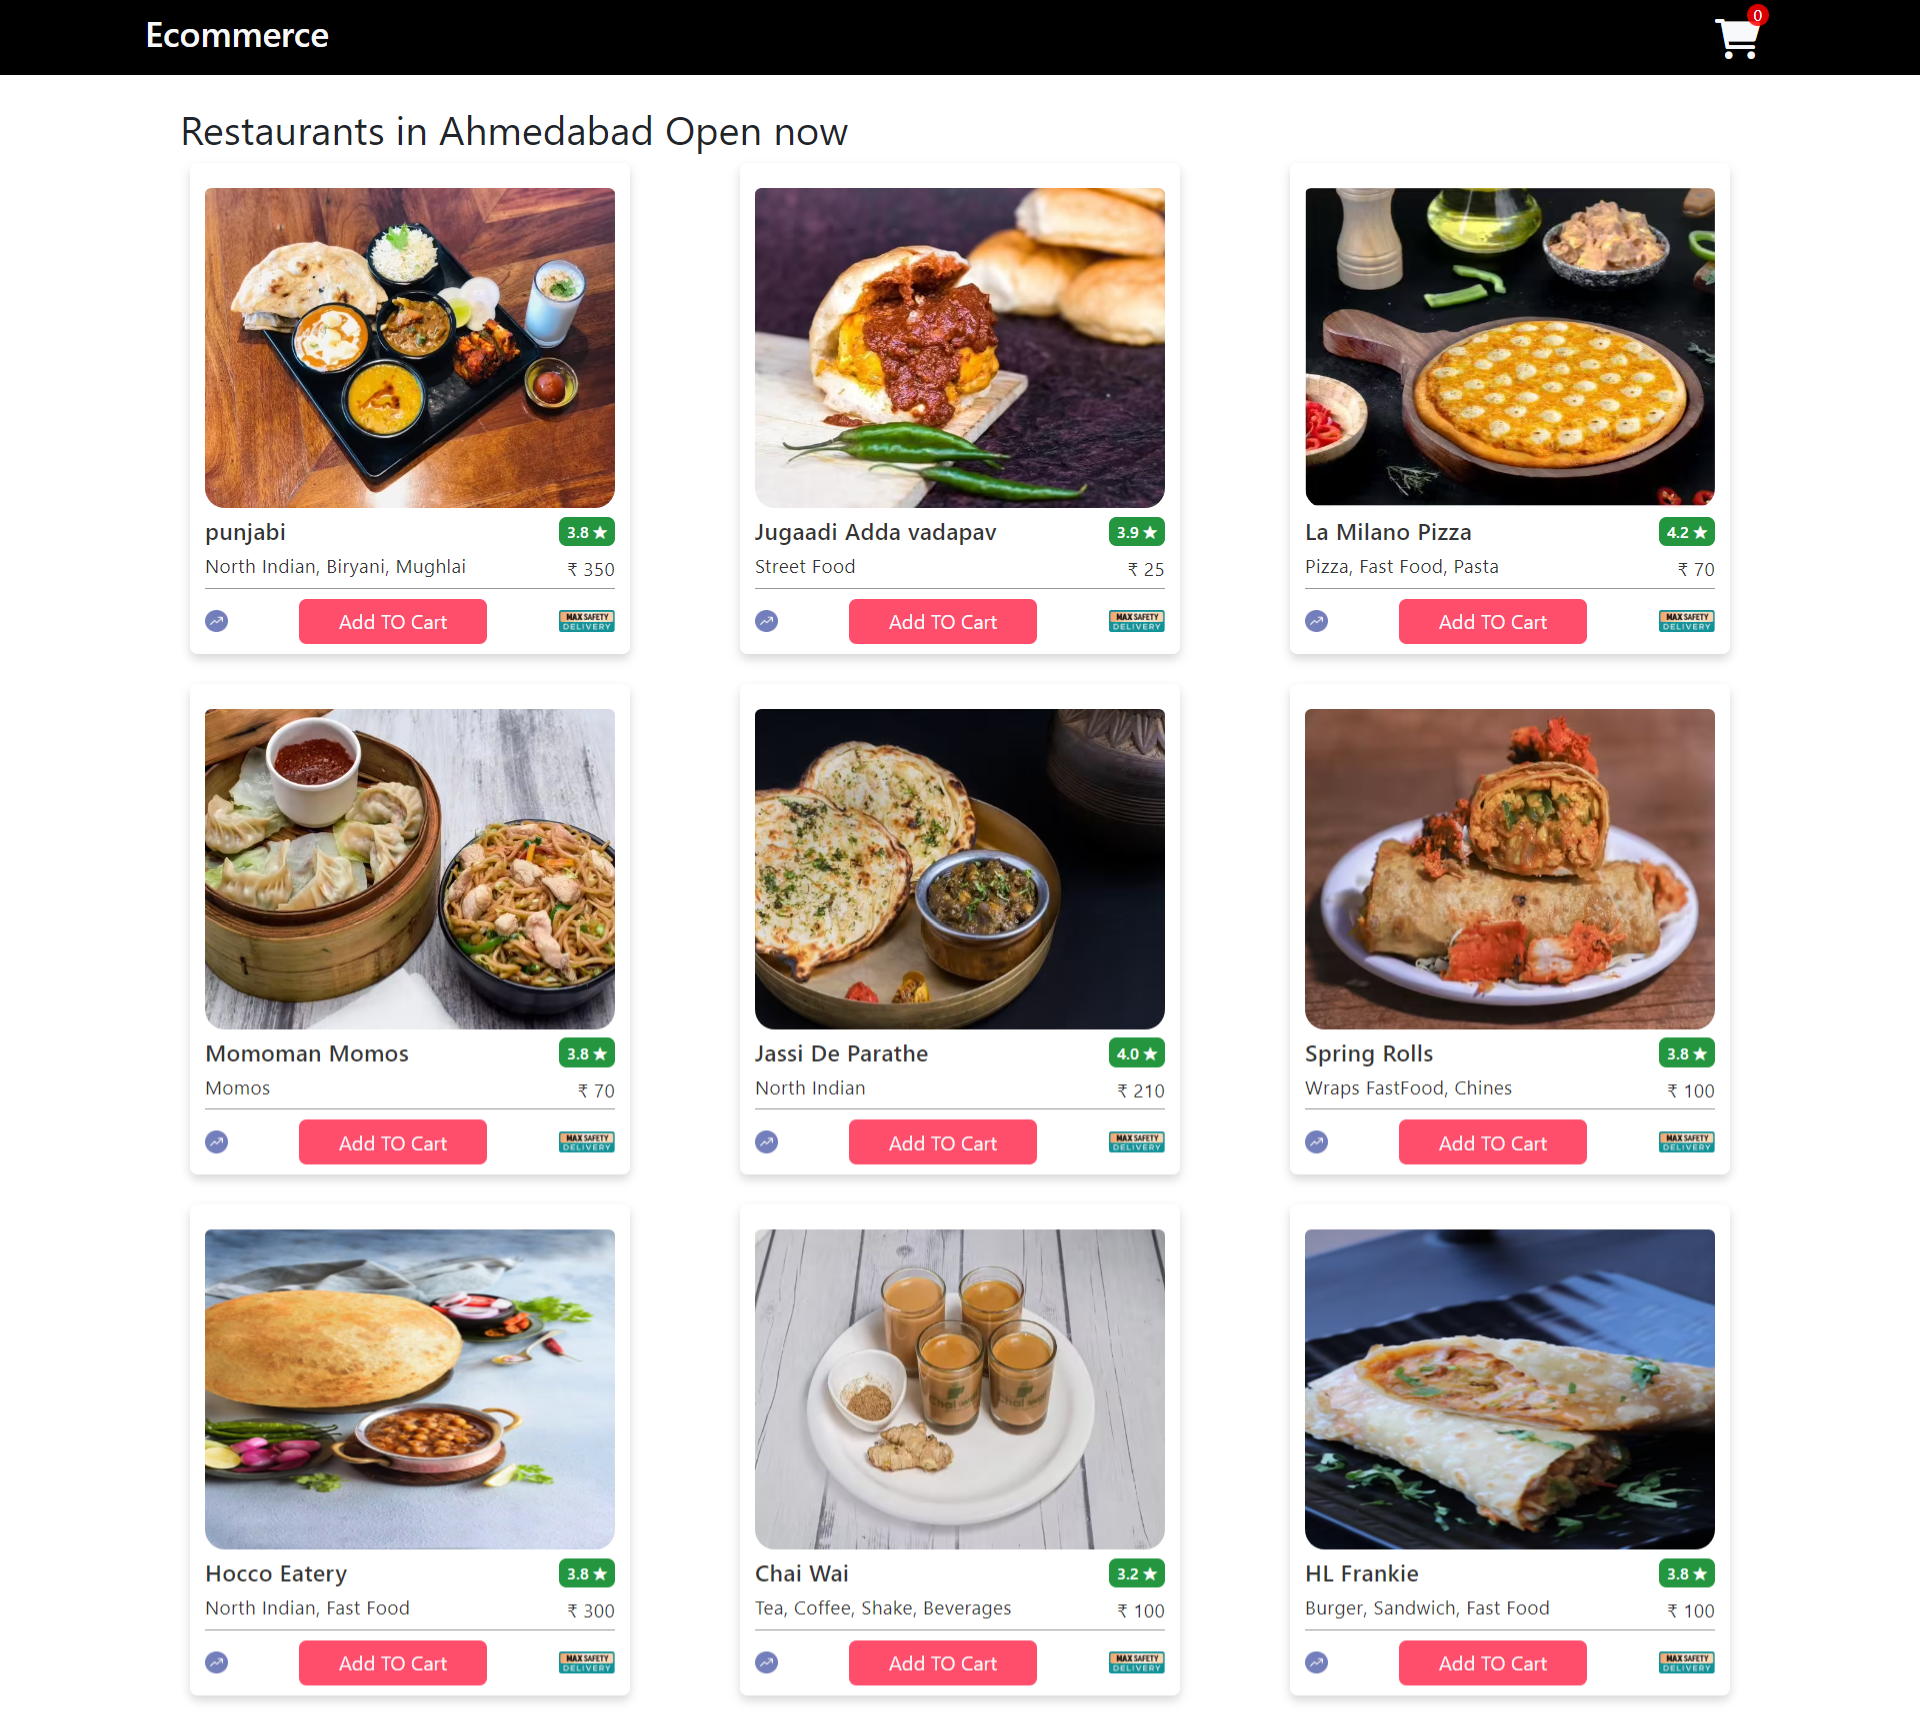 Ecommerce
0
Restaurants in Ahmedabad Open now
punjabi 3.8 ★
North Indian, Biryani, Mughlai ₹ 350
Add TO Cart MAX SAFETY
DELIVERY
Jugaadi Adda vadapav 3.9 ★
Street Food ₹ 25
Add TO Cart MAX SAFETY
DELIVERY
La Milano Pizza 4.2 ★
Pizza, Fast Food, Pasta ₹ 70
Add TO Cart MAX SAFETY
DELIVERY
Momoman Momos 3.8 ★
Momos ₹ 70
Add TO Cart MAX SAFETY
DELIVERY
Jassi De Parathe 4.0 ★
North Indian ₹ 210
Add TO Cart MAX SAFETY
DELIVERY
Spring Rolls 3.8 ★
Wraps FastFood, Chines ₹ 100
Add TO Cart MAX SAFETY
DELIVERY
Hocco Eatery 3.8 ★
North Indian, Fast Food ₹ 300
Add TO Cart MAX SAFETY
DELIVERY
Chai Wai 3.2 ★
Tea, Coffee, Shake, Beverages ₹ 100
Add TO Cart MAX SAFETY
DELIVERY
HL Frankie 3.8 ★
Burger, Sandwich, Fast Food ₹ 100
Add TO Cart MAX SAFETY
DELIVERY